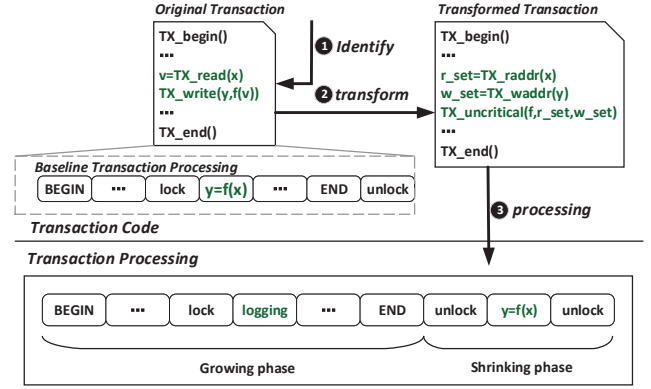 Original Transaction
TX_begin()
...
v=TX_read(x)
TX_write(y,f(v))
...
TX_end()
1 Identify
2 transform
Transformed Transaction
TX_begin()
...
r_set=TX_raddr(x)
w_set=TX_waddr(y)
TX_uncritical(f,r_set,w_set)
...
TX_end()
Baseline Transaction Processing
BEGIN ... lock y=f(x) ... END unlock
3 processing
Transaction Code
Transaction Processing
BEGIN ... lock logging ... END unlock y=f(x) unlock
Growing phase Shrinking phase